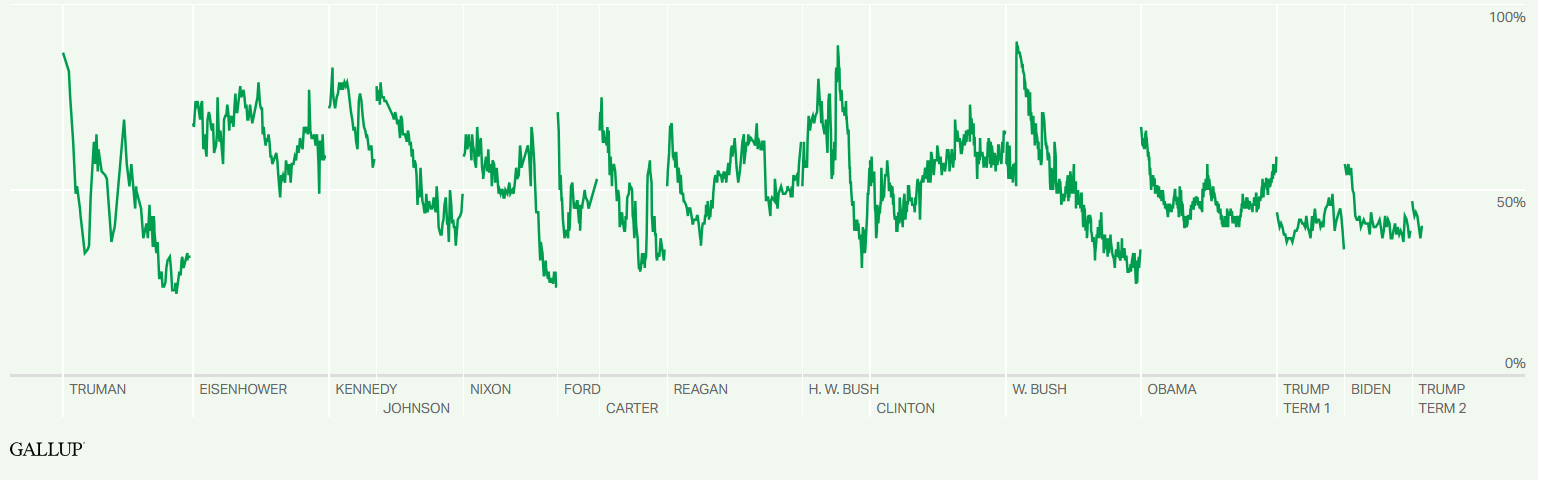 100%
50%
0%
TRUMAN
EISENHOWER
KENNEDY
JOHNSON
NIXON
FORD
CARTER
REAGAN
H. W. BUSH
CLINTON
W. BUSH
OBAMA
TRUMP
TERM 1
BIDEN
TRUMP
TERM 2
GALLUP